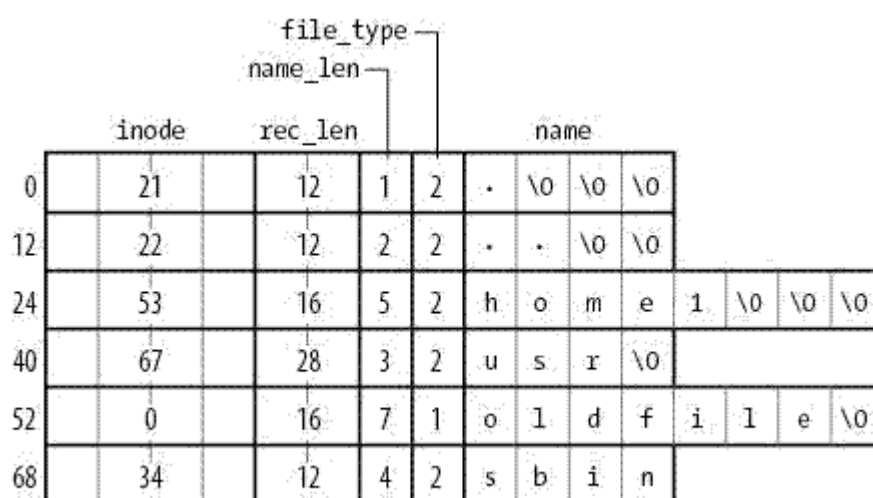 file_type
name_len
inode rec_len name
0 21 12 1 2 . \0 \0 \0
12 22 12 2 2 . . \0 \0
24 53 16 5 2 h o m e 1 \0 \0 \0
40 67 28 3 2 u s r \0
52 0 16 7 1 o l d f i l e \0
68 34 12 4 2 s b i n